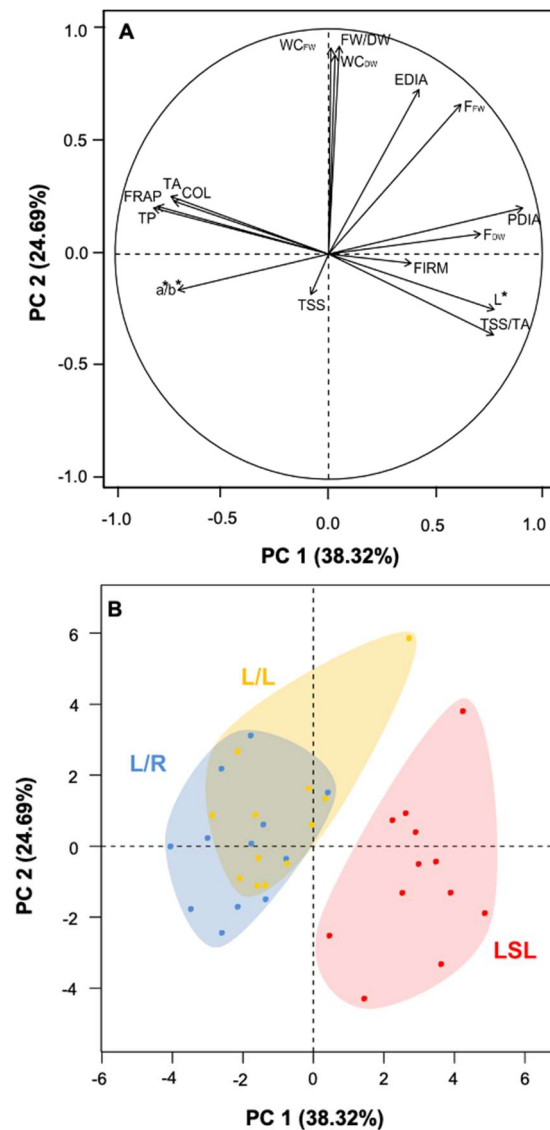 A
1.0
0.5
0.0
-0.5
-1.0
PC 2 (24.69%)
WCFW
FW/DW
WCDW
EDIA
FFW
TA
COL
FRAP
TP
PDIA
FDW
FIRM
a*/b*
TSS
L*
TSS/TA
-1.0
-0.5
0.0
0.5
1.0
PC 1 (38.32%)
B
6
4
2
0
-2
-4
PC 2 (24.69%)
L/L
L/R
LSL
-6
-4
-2
0
2
4
6
PC 1 (38.32%)